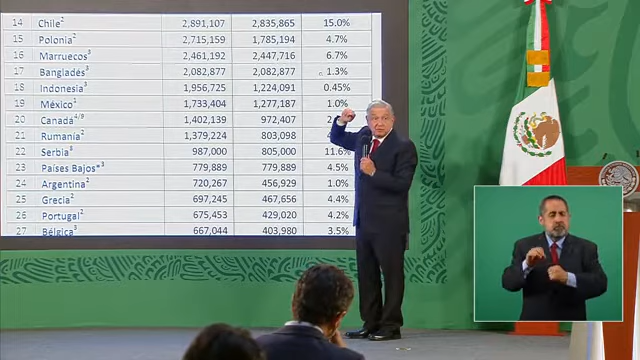 14 Chile² 2,891,107 2,835,865 15.0%
15 Polonia² 2,715,159 1,785,194 4.7%
16 Marruecos³ 2,461,192 2,447,716 6.7%
17 Bangladés³ 2,082,877 2,082,877 1.3%
18 Indonesia³ 1,956,725 1,224,091 0.45%
19 México¹ 1,733,404 1,277,187 1.0%
20 Canadá⁴/⁹ 1,402,139 972,407
21 Rumanía² 1,379,224 803,098
22 Serbia³ 987,000 805,000 11.6%
23 Países Bajos*³ 779,889 779,889 4.5%
24 Argentina² 720,267 456,929 1.0%
25 Grecia² 697,245 467,656 4.4%
26 Portugal² 675,453 429,020 4.2%
27 Bélgica³ 667,044 403,980 3.5%